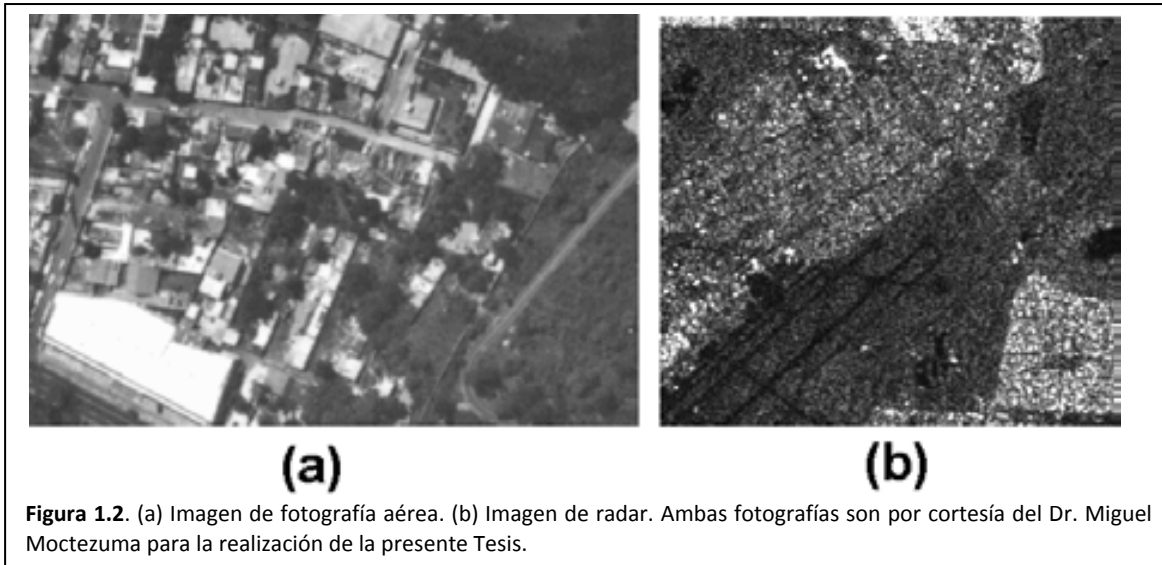 (a) (b)
Figura 1.2. (a) Imagen de fotografía aérea. (b) Imagen de radar. Ambas fotografías son por cortesía del Dr. Miguel
Moctezuma para la realización de la presente Tesis.